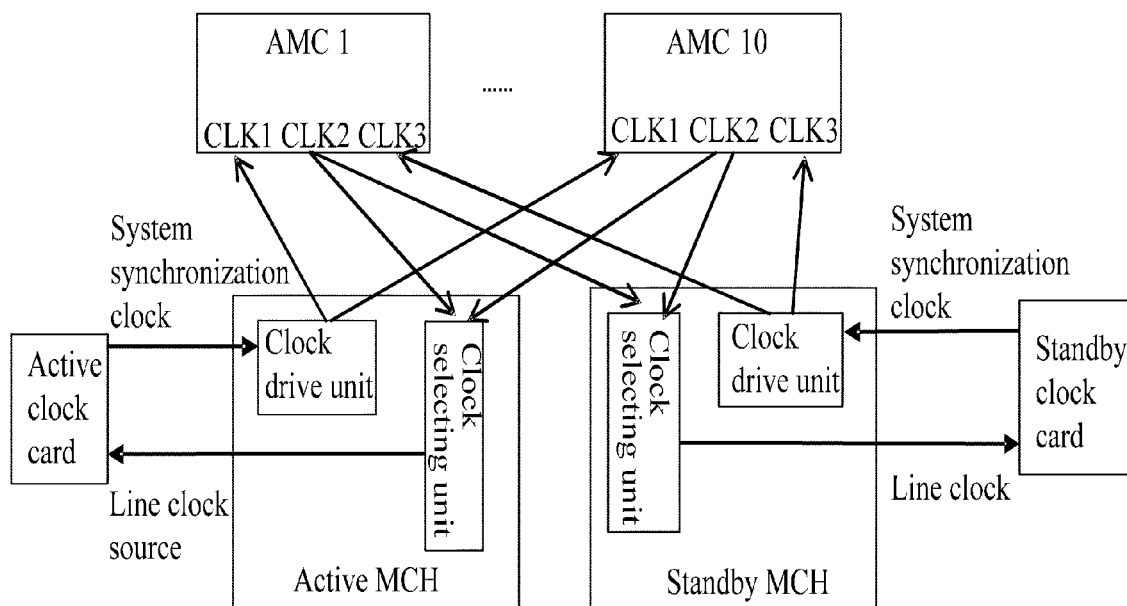 AMC 1
AMC 10
......
CLK1 CLK2 CLK3
CLK1 CLK2 CLK3
System
synchronization
clock
System
synchronization
clock
Active
clock
card
Clock
drive unit
Clock
selecting unit
Clock
selecting unit
Clock
drive unit
Standby
clock
card
Line clock
source
Line clock
Active MCH
Standby MCH